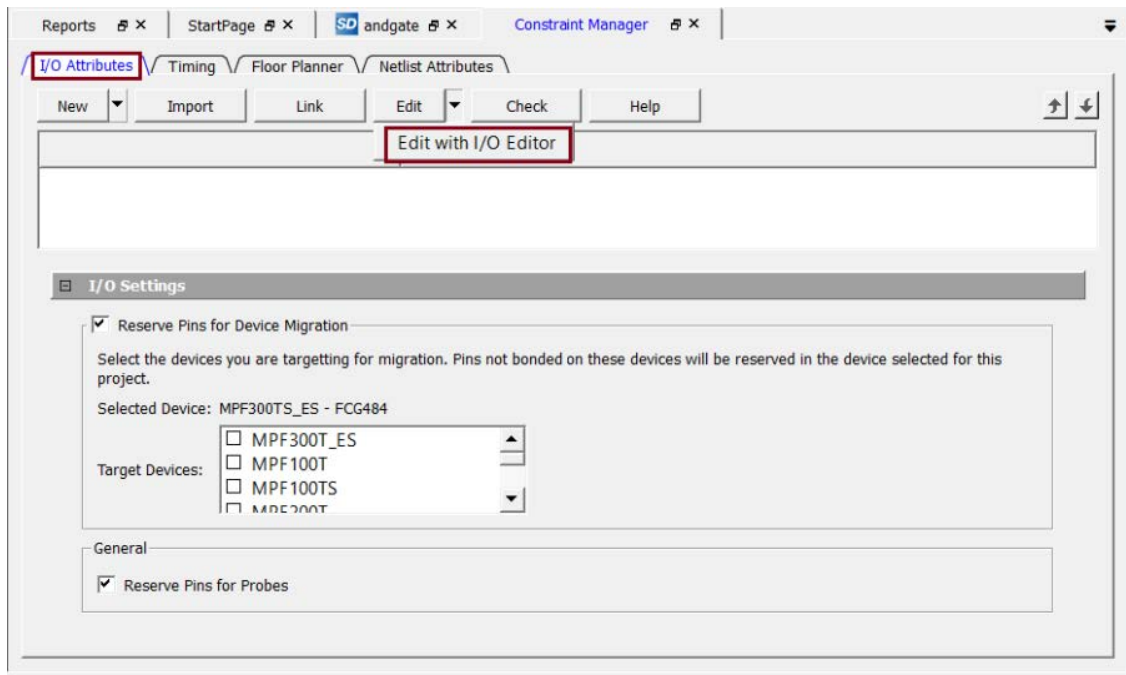 Reports StartPage SD andgate Constraint Manager
I/O Attributes Timing Floor Planner Netlist Attributes
New Import Link Edit Check Help
Edit with I/O Editor
I/O Settings
Reserve Pins for Device Migration
Select the devices you are targetting for migration. Pins not bonded on these devices will be reserved in the device selected for this
project.
Selected Device: MPF300TS_ES - FCG484
MPF300T_ES
Target Devices: MPF100T
MPF100TS
MPF200T
General
Reserve Pins for Probes